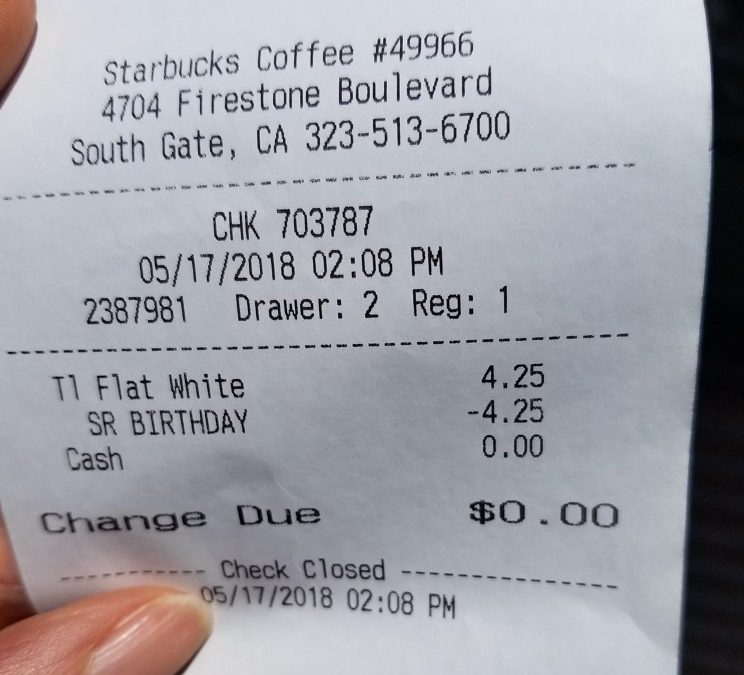 Starbucks Coffee #49966
4704 Firestone Boulevard
South Gate, CA 323-513-6700
CHK 703787
05/17/2018 02:08 PM
2387981 Drawer: 2 Reg: 1
Tl Flat White 4.25
SR BIRTHDAY -4.25
Cash 0.00
Change Due $0.00
Check Closed
05/17/2018 02:08 PM